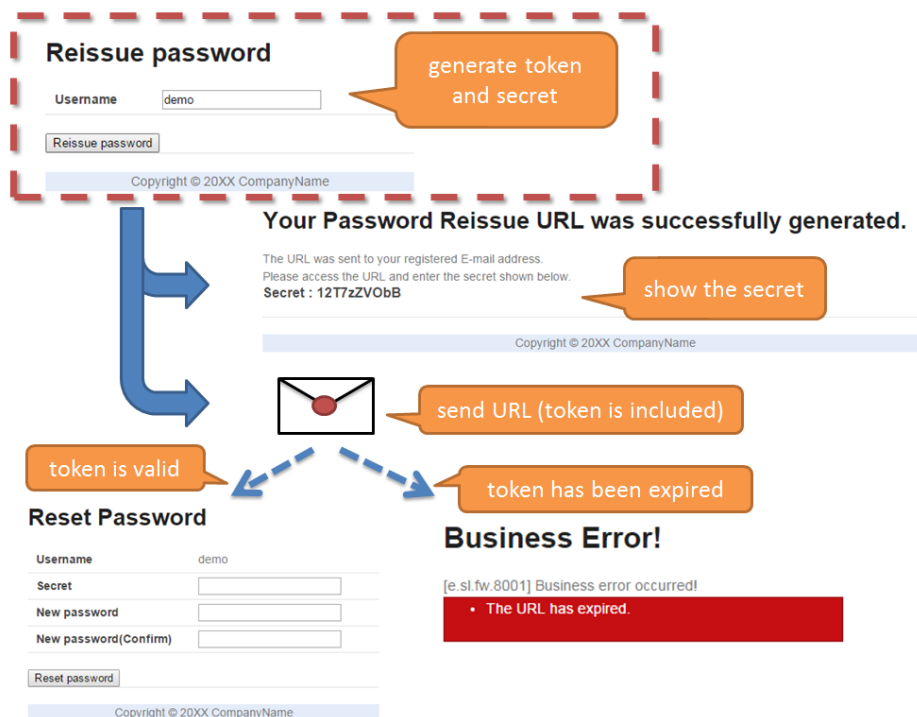 Reissue password
generate token
and secret
Username demo
Reissue password
Copyright © 20XX CompanyName
Your Password Reissue URL was successfully generated.
The URL was sent to your registered E-mail address.
Please access the URL and enter the secret shown below.
Secret : 12T7zZVObB
show the secret
Copyright © 20XX CompanyName
send URL (token is included)
token is valid
token has been expired
Reset Password
Username demo
Secret
New password
New password(Confirm)
Reset password
Copyright © 20XX CompanyName
Business Error!
[e.sl.fw.8001] Business error occurred!
• The URL has expired.